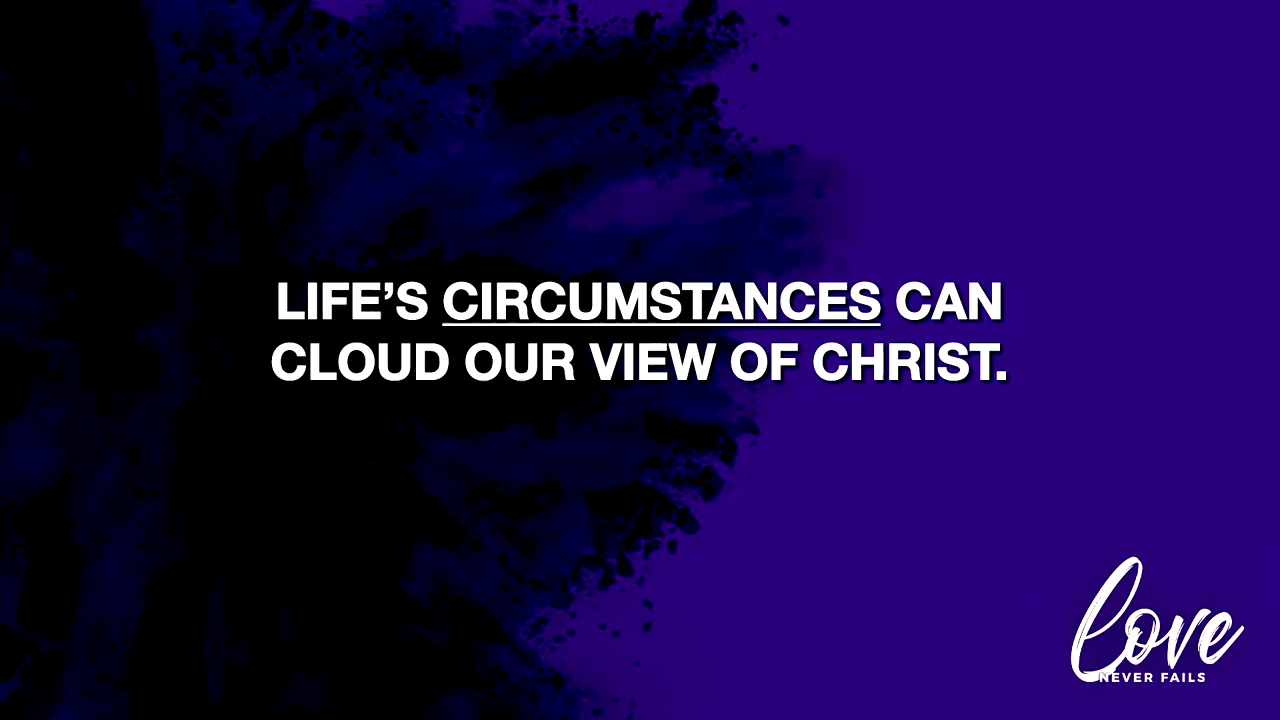 LIFE’S CIRCUMSTANCES CAN
CLOUD OUR VIEW OF CHRIST.
Love
NEVER FAILS